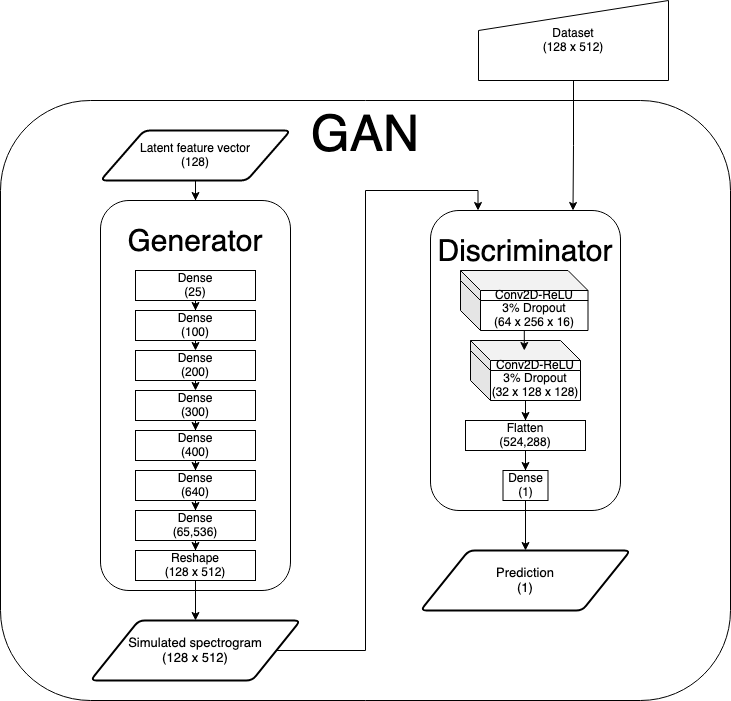 Dataset
(128 x 512)
GAN
Latent feature vector
(128)
Generator
Dense
(25)
Dense
(100)
Dense
(200)
Dense
(300)
Dense
(400)
Dense
(640)
Dense
(65,536)
Reshape
(128 x 512)
Simulated spectrogram
(128 x 512)
Discriminator
Conv2D-ReLU
3% Dropout
(64 x 256 x 16)
Conv2D-ReLU
3% Dropout
(32 x 128 x 128)
Flatten
(524,288)
Dense
(1)
Prediction
(1)